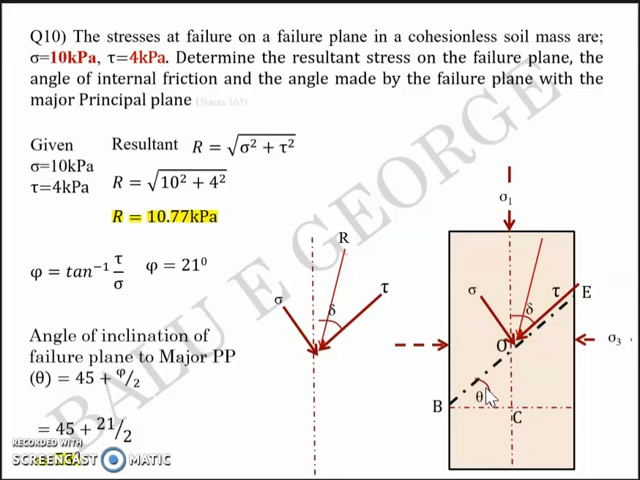 Q10) The stresses at failure on a failure plane in a cohesionless soil mass are;
σ=10kPa, τ=4kPa. Determine the resultant stress on the failure plane, the
angle of internal friction and the angle made by the failure plane with the
major Principal plane (Naras 165)
Given Resultant R = √σ² + τ²
σ=10kPa
τ=4kPa R = √10² + 4²
R = 10.77kPa
φ = tan⁻¹ τ/σ φ = 21⁰
Angle of inclination of
failure plane to Major PP
(θ) = 45 + φ/2
= 45 + 21/2
R
σ
τ
δ
σ₁
σ
τ
E
δ
O
σ₃
B
θ
C
BALU E GEORGE
RECORDED WITH
SCREENCAST MATIC